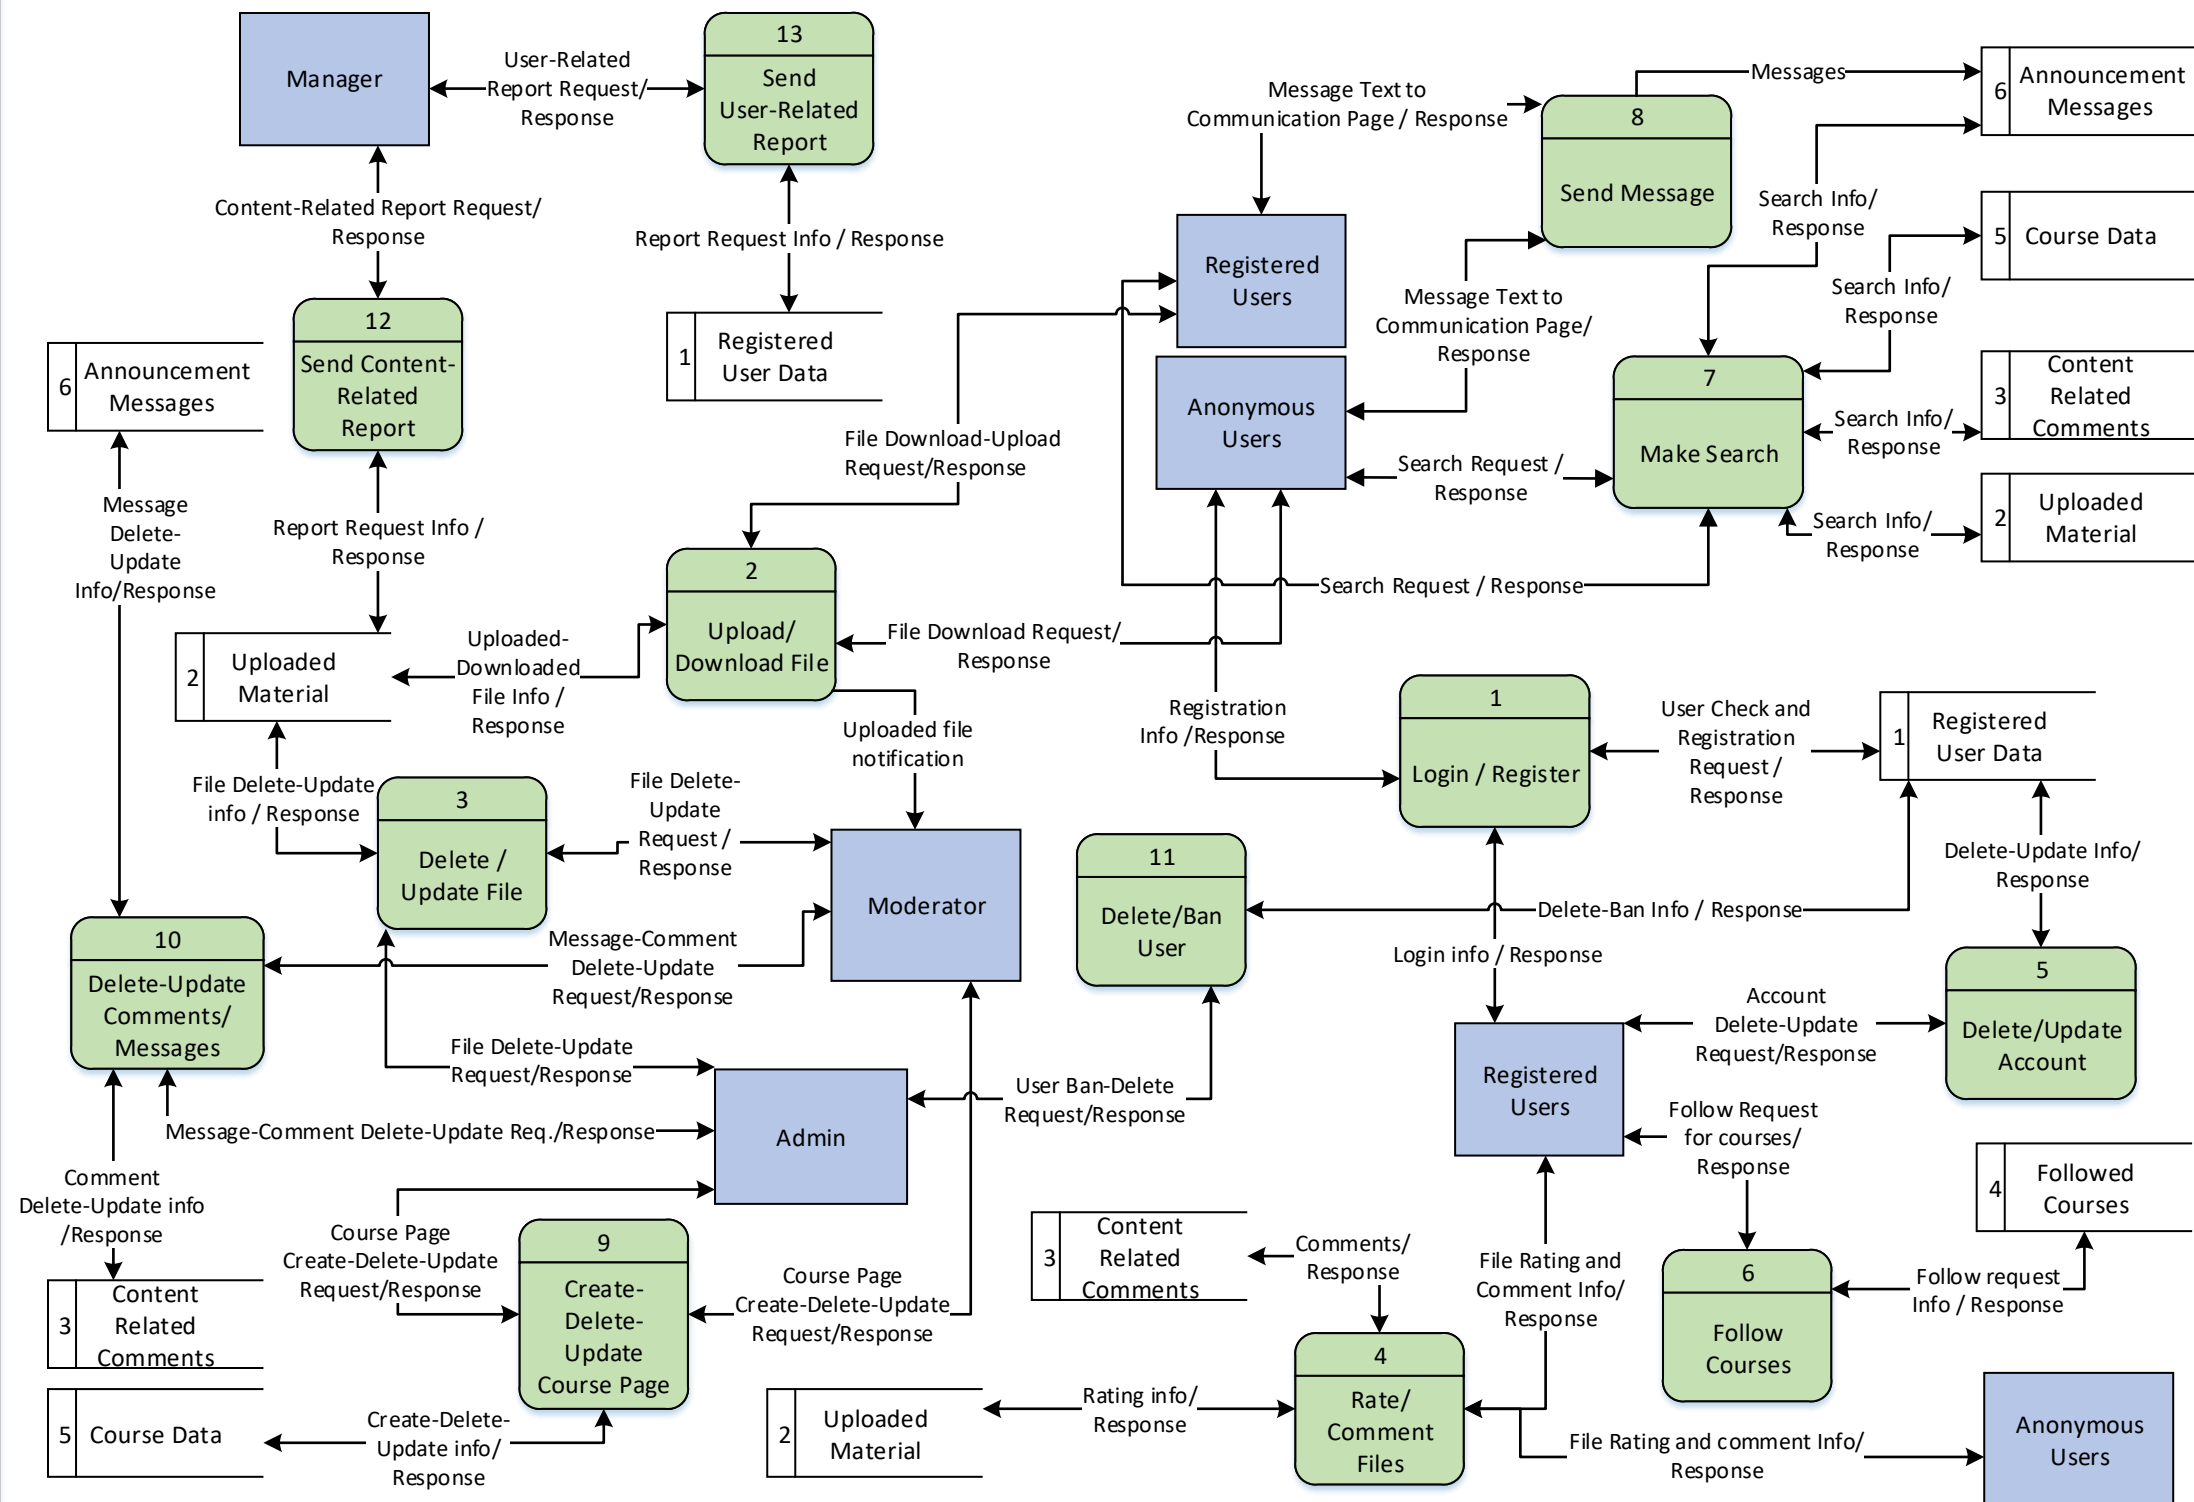 Manager
User-Related
Report Request/
Response
13
Send
User-Related
Report
Content-Related Report Request/
Response
Report Request Info / Response
12
Send Content-
Related
Report
1
Registered
User Data
6
Announcement
Messages
Message
Delete-
Update
Info/Response
Report Request Info /
Response
File Download-Upload
Request/Response
2
Upload/
Download File
Uploaded-
Downloaded
File Info /
Response
2
Uploaded
Material
File Download Request/
Response
Uploaded file
notification
File Delete-Update
info / Response
3
Delete /
Update File
File Delete-
Update
Request /
Response
Moderator
10
Delete-Update
Comments/
Messages
Message-Comment
Delete-Update
Request/Response
File Delete-Update
Request/Response
Message-Comment Delete-Update Req./Response
Admin
User Ban-Delete
Request/Response
Comment
Delete-Update info
/Response
Course Page
Create-Delete-Update
Request/Response
9
Create-
Delete-
Update
Course Page
Course Page
Create-Delete-Update
Request/Response
3
Content
Related
Comments
5
Course Data
Create-Delete-
Update info/
Response
Message Text to
Communication Page / Response
8
Send Message
Messages
6
Announcement
Messages
Search Info/
Response
5
Course Data
Registered
Users
Message Text to
Communication Page/
Response
Search Info/
Response
Anonymous
Users
7
Make Search
3
Content
Related
Comments
Search Info/
Response
Search Request /
Response
2
Uploaded
Material
Search Info/
Response
Search Request / Response
Registration
Info /Response
1
Login / Register
User Check and
Registration
Request /
Response
1
Registered
User Data
11
Delete/Ban
User
Delete-Ban Info / Response
Delete-Update Info/
Response
Login info / Response
5
Delete/Update
Account
Account
Delete-Update
Request/Response
Registered
Users
Follow Request
for courses/
Response
4
Followed
Courses
3
Content
Related
Comments
Comments/
Response
File Rating and
Comment Info/
Response
6
Follow
Courses
Follow request
Info / Response
2
Uploaded
Material
Rating info/
Response
4
Rate/
Comment
Files
File Rating and comment Info/
Response
Anonymous
Users